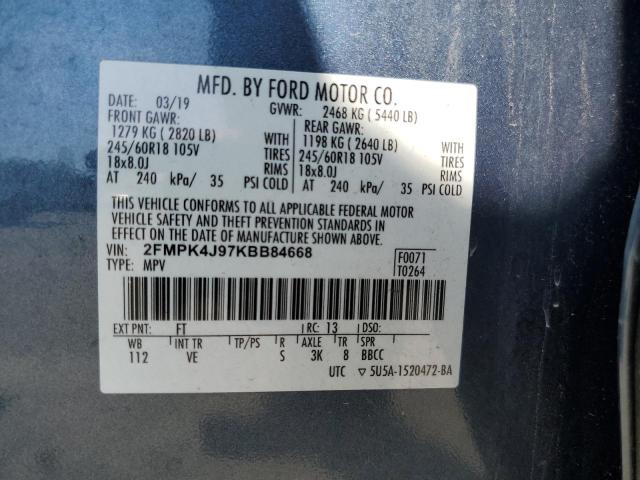 MFD. BY FORD MOTOR CO.
DATE: 03/19 GVWR: 2468 KG ( 5440 LB)
FRONT GAWR: REAR GAWR:
1279 KG ( 2820 LB) WITH 1198 KG ( 2640 LB) WITH
245/60R18 105V TIRES 245/60R18 105V TIRES
18x8.0J RIMS 18x8.0J RIMS
AT 240 kPa/ 35 PSI COLD AT 240 kPa/ 35 PSI COLD
THIS VEHICLE CONFORMS TO ALL APPLICABLE FEDERAL MOTOR
VEHICLE SAFETY AND THEFT PREVENTION STANDARDS IN
EFFECT ON THE DATE OF MANUFACTURE SHOWN ABOVE.
VIN: 2FMPK4J97KBB84668 F0071
TYPE: MPV T0264
EXT PNT: FT RC: 13 DSO:
WB INT TR TP/PS R AXLE TR SPR
112 VE S 3K 8 BBCC
UTC ▽ 5U5A-1520472-BA